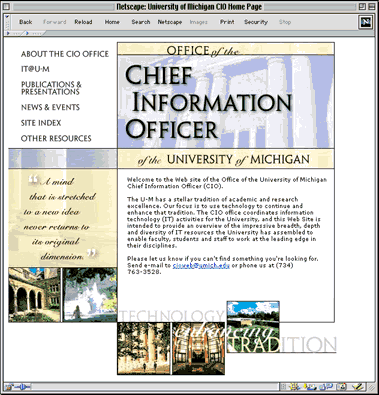 Netscape: University of Michigan CIO Home Page
Back Forward Reload Home Search Netscape Images Print Security Stop
N
ABOUT THE CIO OFFICE
IT@U-M
PUBLICATIONS &
PRESENTATIONS
NEWS & EVENTS
SITE INDEX
OTHER RESOURCES
OFFICE of the
CHIEF
INFORMATION
OFFICER
of the UNIVERSITY of MICHIGAN
“A mind
that is stretched
to a new idea
never returns to
its original
dimension.”
Welcome to the Web site of the Office of the University of Michigan
Chief Information Officer (CIO).
The U-M has a stellar tradition of academic and research
excellence. Our focus is to use technology to continue and
enhance that tradition. The CIO office coordinates information
technology (IT) activities for the University, and this Web Site is
intended to provide an overview of the impressive breadth, depth
and diversity of IT resources the University has assembled to
enable faculty, students and staff to work at the leading edge in
their disciplines.
Please let us know if you can't find something you're looking for.
Send e-mail to cioweb@umich.edu or phone us at (734)
763-3528.
TECHNOLOGY
enhancing
TRADITION